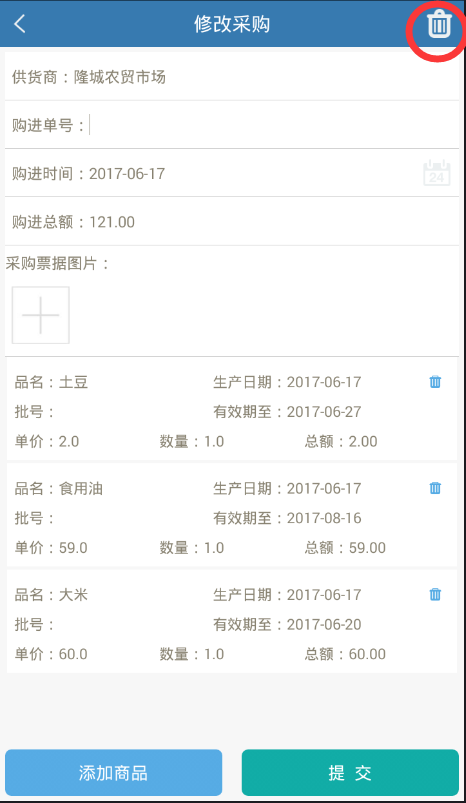 修改采购
供货商：隆城农贸市场
购进单号：
购进时间：2017-06-17
24
购进总额：121.00
采购票据图片：
品名：土豆 生产日期：2017-06-17
批号： 有效期至：2017-06-27
单价：2.0 数量：1.0 总额：2.00
品名：食用油 生产日期：2017-06-17
批号： 有效期至：2017-08-16
单价：59.0 数量：1.0 总额：59.00
品名：大米 生产日期：2017-06-17
批号： 有效期至：2017-06-20
单价：60.0 数量：1.0 总额：60.00
添加商品 提 交